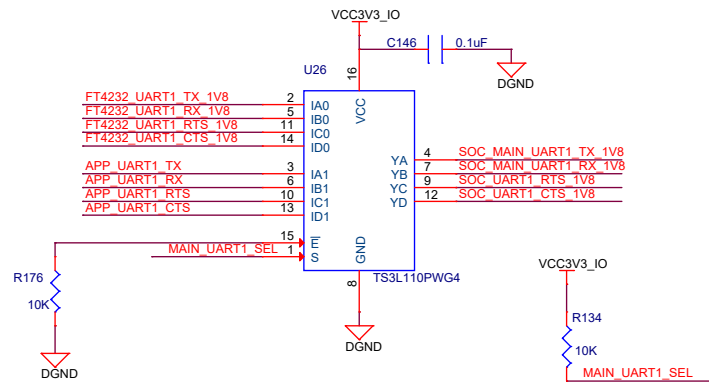 VCC3V3_IO
C146 0.1uF
DGND
U26
16
VCC
FT4232_UART1_TX_1V8 2 IA0
FT4232_UART1_RX_1V8 5 IB0
FT4232_UART1_RTS_1V8 11 IC0
FT4232_UART1_CTS_1V8 14 ID0
YA 4 SOC_MAIN_UART1_TX_1V8
YB 7 SOC_MAIN_UART1_RX_1V8
YC 9 SOC_UART1_RTS_1V8
YD 12 SOC_UART1_CTS_1V8
APP_UART1_TX 3 IA1
APP_UART1_RX 6 IB1
APP_UART1_RTS 10 IC1
APP_UART1_CTS 13 ID1
15 E
MAIN_UART1_SEL 1 S
GND
8
TS3L110PWG4
DGND
R176
10K
DGND
VCC3V3_IO
R134
10K
MAIN_UART1_SEL